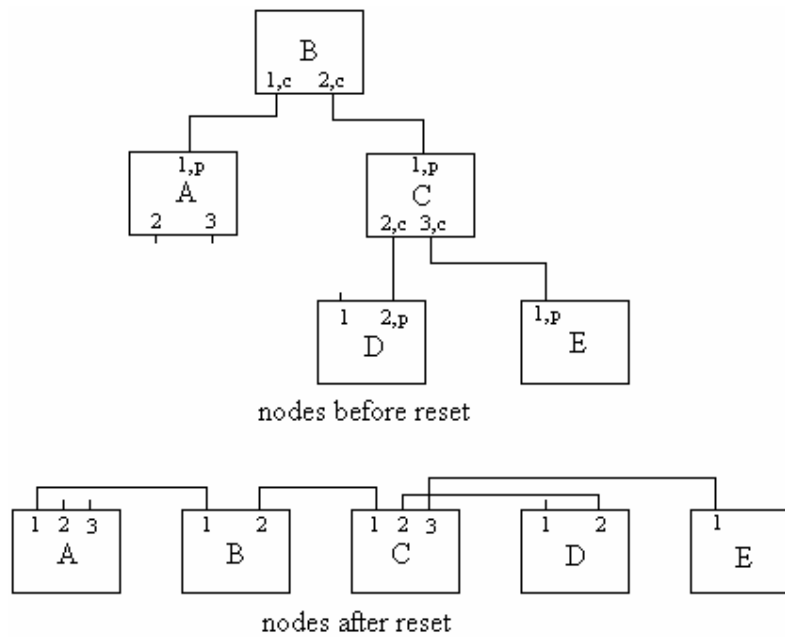 B
1,c 2,c
1,p 1,p
A C
2 3 2,c 3,c
1 2,p 1,p
D E
nodes before reset
1 2 3 1 2 1 2 3 1 2 1
A B C D E
nodes after reset